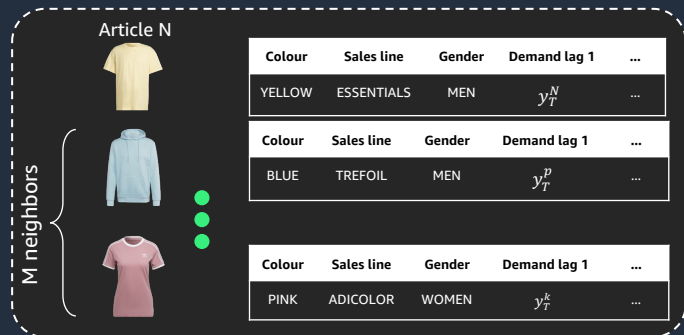 Article N
Colour Sales line Gender Demand lag 1 ...
YELLOW ESSENTIALS MEN y_T^N ...
M neighbors
Colour Sales line Gender Demand lag 1 ...
BLUE TREFOIL MEN y_T^p ...
Colour Sales line Gender Demand lag 1 ...
PINK ADICOLOR WOMEN y_T^k ...